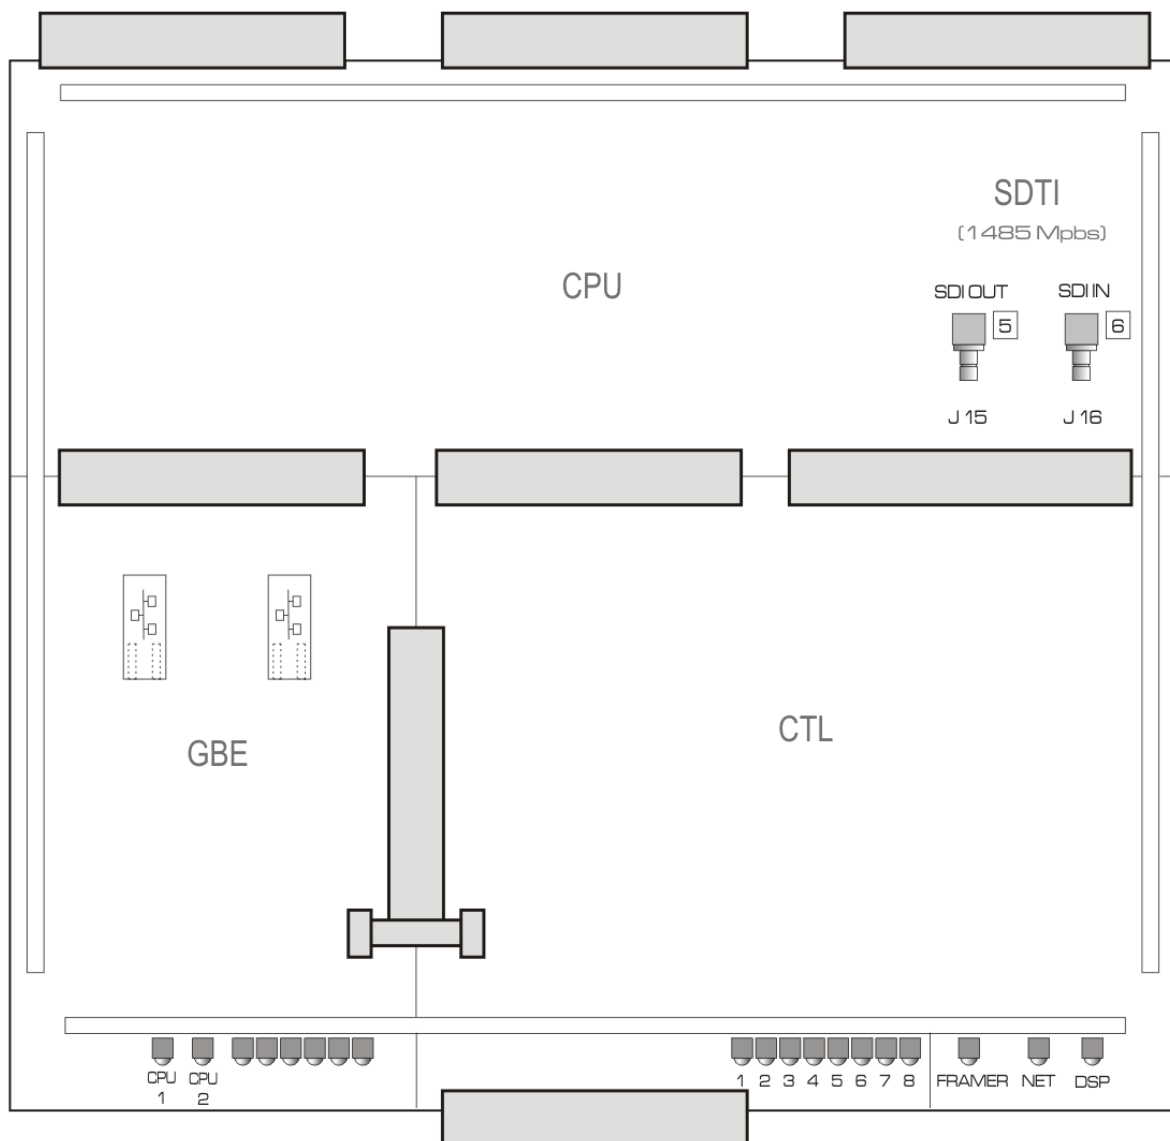 SDTI
(1485 Mpbs)
CPU
SDI OUT
SDI IN
5
6
J 15
J 16
GBE
CTL
CPU
1
CPU
2
1 2 3 4 5 6 7 8
FRAMER NET DSP